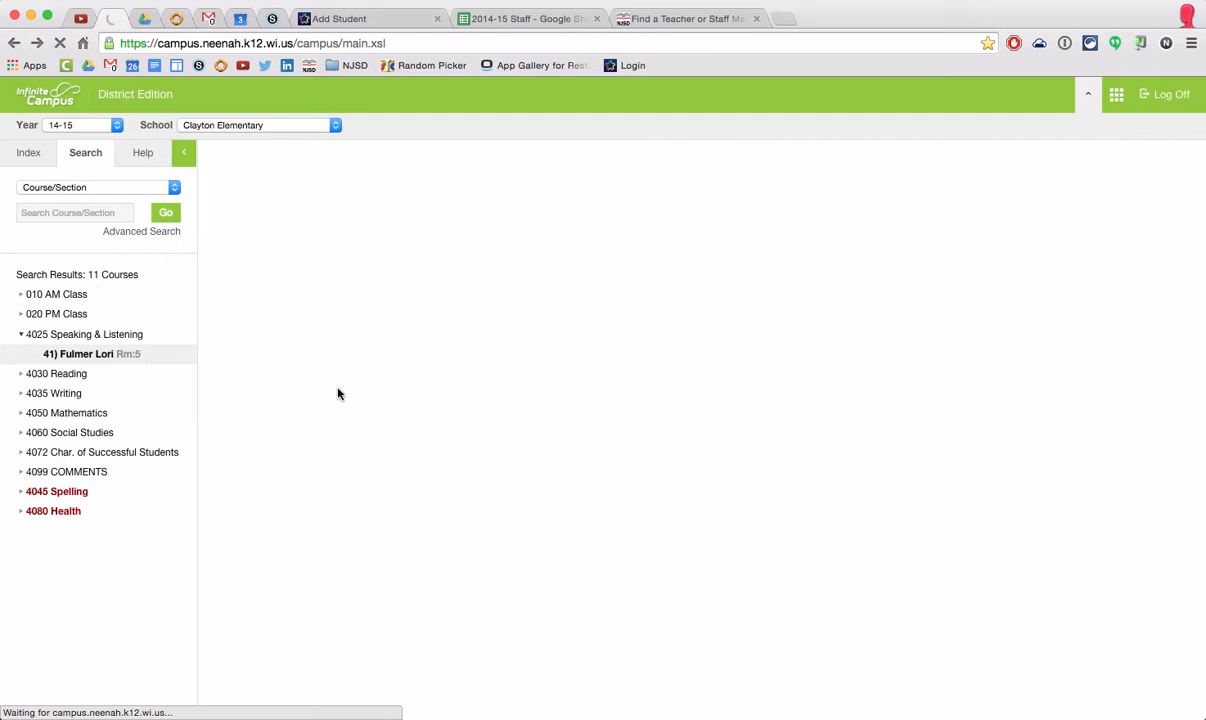 Add Student
2014-15 Staff - Google Sh
Find a Teacher or Staff Me
https://campus.neenah.k12.wi.us/campus/main.xsl
Apps
NJSD
Random Picker
App Gallery for Rest
Login
Infinite Campus
District Edition
Log Off
Year 14-15 School Clayton Elementary
Index Search Help
Course/Section
Search Course/Section Go
Advanced Search
Search Results: 11 Courses
010 AM Class
020 PM Class
4025 Speaking & Listening
41) Fulmer Lori Rm:5
4030 Reading
4035 Writing
4050 Mathematics
4060 Social Studies
4072 Char. of Successful Students
4099 COMMENTS
4045 Spelling
4080 Health
Waiting for campus.neenah.k12.wi.us...